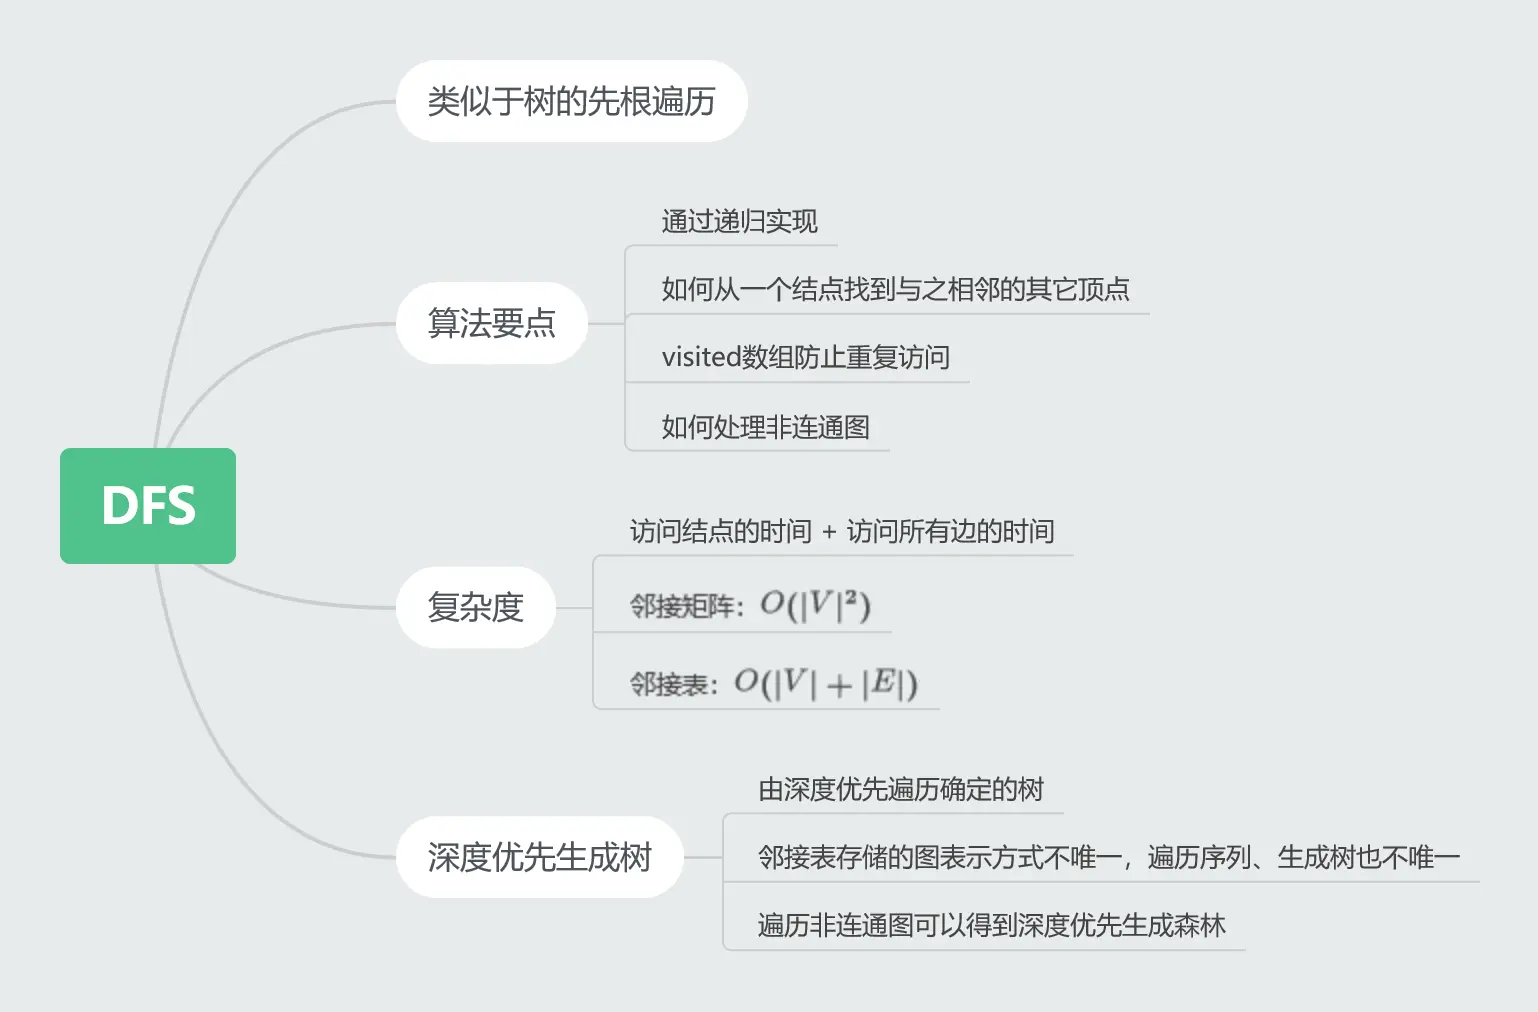 类似于树的先根遍历
通过递归实现
如何从一个结点找到与之相邻的其它顶点
算法要点
visited数组防止重复访问
如何处理非连通图
DFS
访问结点的时间 + 访问所有边的时间
复杂度
邻接矩阵：O(|V|²)
邻接表：O(|V| + |E|)
由深度优先遍历确定的树
深度优先生成树
邻接表存储的图表示方式不唯一，遍历序列、生成树也不唯一
遍历非连通图可以得到深度优先生成森林